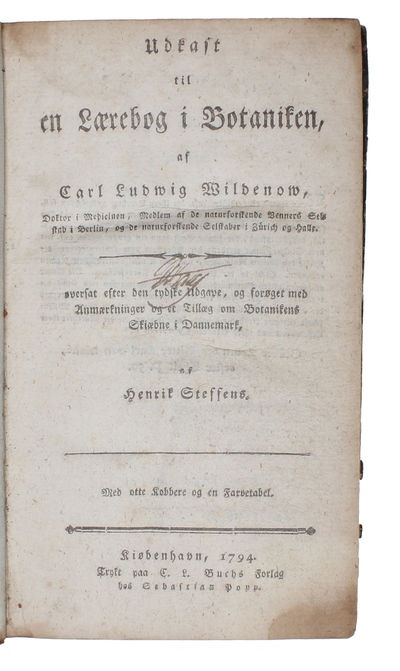 Udkast
til
en Lærebog i Botaniken,
af
Carl Ludwig Wildenow,
Doktor i Medicinen, Medlem af de naturforskende Venners Sel-
skab i Berlin, og de naturforskende Selskaber i Zürich og Halle.
oversat efter den tydske Udgave, og forøget med
Anmærkninger og et Tillæg om Botanikens
Skiæbne i Dannemark,
af
Henrik Steffens.
Med otte Kobbere og en Farvetabel.
Kiøbenhavn, 1794.
Trykt paa C. L. Buchs Forlag
hos Sebastian Popp.